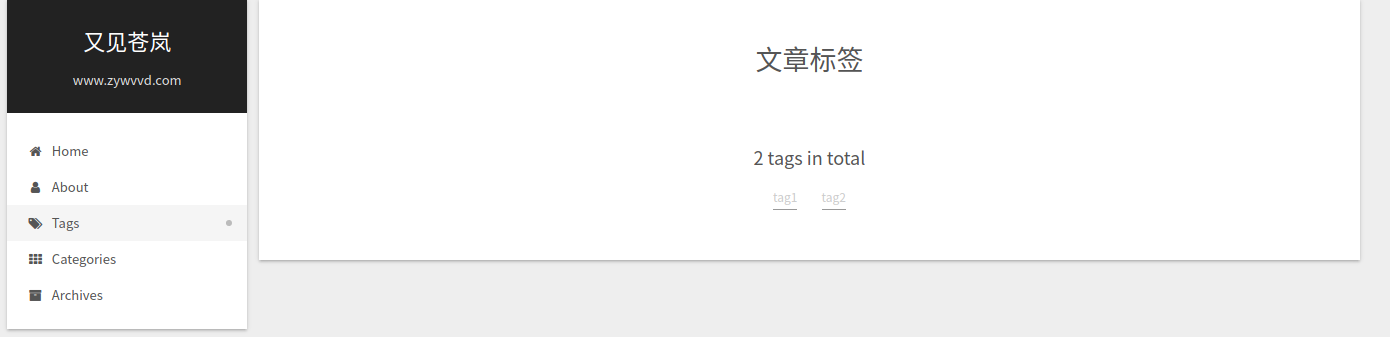 又见苍岚
www.zywvvd.com
Home
About
Tags
Categories
Archives
文章标签
2 tags in total
tag1 tag2